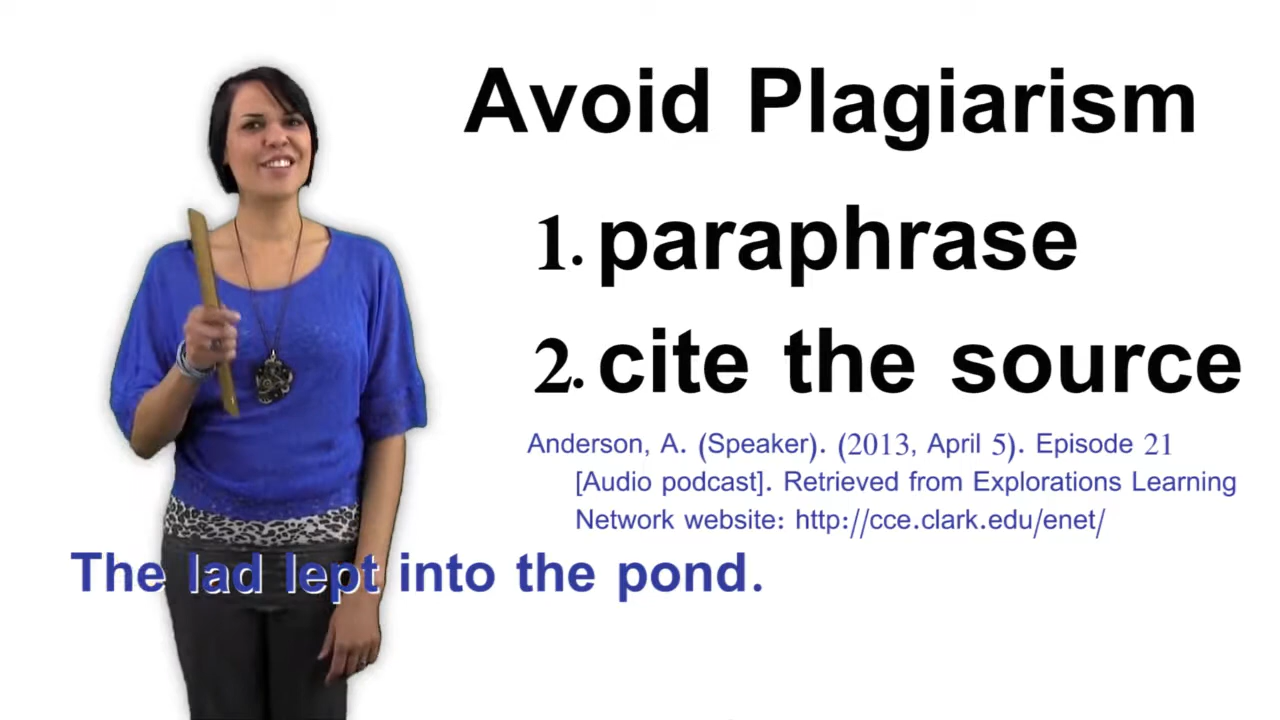 Avoid Plagiarism
1. paraphrase
2. cite the source
Anderson, A. (Speaker). (2013, April 5). Episode 21
[Audio podcast]. Retrieved from Explorations Learning
Network website: http://cce.clark.edu/enet/
The lad lept into the pond.